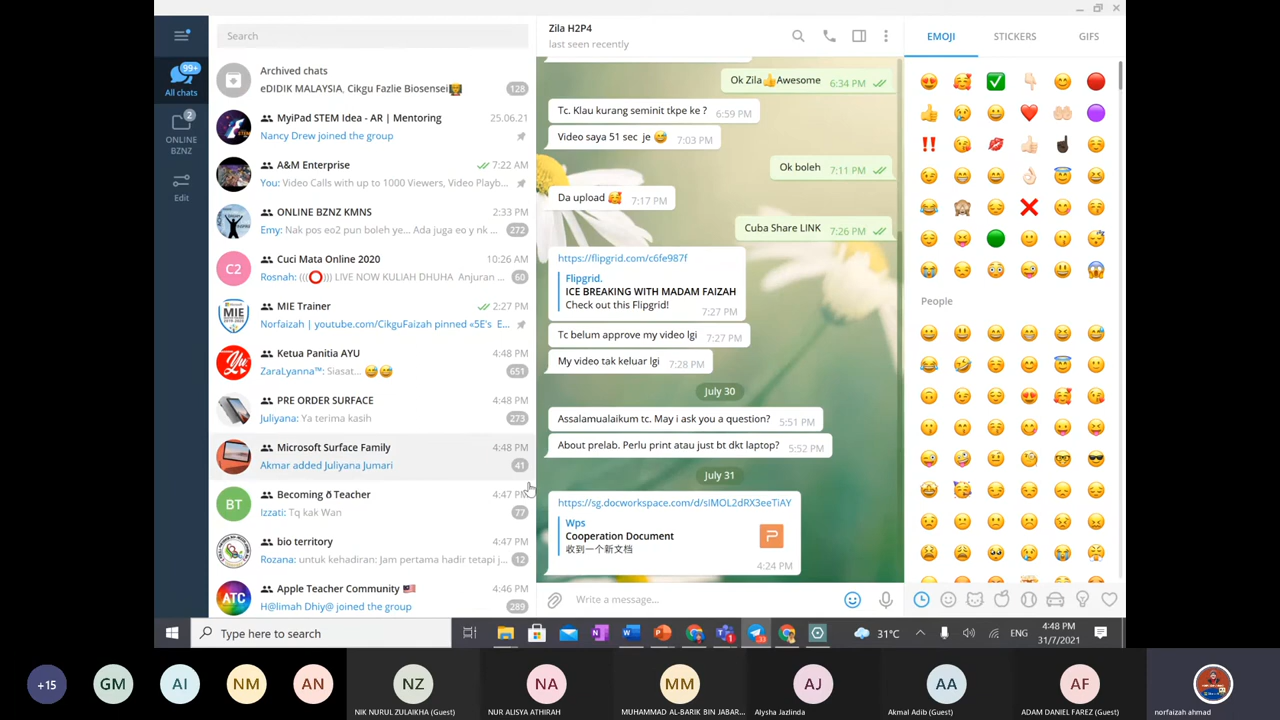 Search
Zila H2P4
last seen recently
EMOJI
STICKERS
GIFS
99+
All chats
2
ONLINE
BZNZ
Edit
Archived chats
eDIDIK MALAYSIA, Cikgu Fazlie Biosensei
128
MyiPad STEM Idea - AR | Mentoring
25.06.21
Nancy Drew joined the group
A&M Enterprise
7:22 AM
You: Video Calls with up to 1000 Viewers, Video Playb...
ONLINE BZNZ KMNS
2:33 PM
Emy: Nak pos eo2 pun boleh ye... Ada juga eo y nk ...
272
Cuci Mata Online 2020
10:26 AM
C2
Rosnah: (((⭕))) LIVE NOW KULIAH DHUHA Anjuran ...
60
MIE Trainer
2:27 PM
MIE
Norfaizah | youtube.com/CikguFaizah pinned «5E's E...
Ketua Panitia AYU
4:48 PM
ZaraLyanna™: Siasat... 😅😅
651
PRE ORDER SURFACE
4:48 PM
Juliyana: Ya terima kasih
273
Microsoft Surface Family
4:48 PM
Akmar added Juliyana Jumari
41
BT
Becoming ð Teacher
4:47 PM
Izzati: Tq kak Wan
77
bio territory
4:47 PM
Rozana: untuk kehadiran: Jam pertama hadir tetapi j...
12
ATC
Apple Teacher Community 🇲🇾
4:46 PM
H@limah Dhiy@ joined the group
289
Ok Zila👍Awesome 6:34 PM
Tc. Klau kurang seminit tkpe ke ? 6:59 PM
Video saya 51 sec je 😅 7:03 PM
Ok boleh 7:11 PM
Da upload 🥰 7:17 PM
Cuba Share LINK 7:26 PM
https://flipgrid.com/c6fe987f
Flipgrid.
ICE BREAKING WITH MADAM FAIZAH
Check out this Flipgrid!
7:27 PM
Tc belum approve my video lgi 7:27 PM
My video tak keluar lgi 7:28 PM
July 30
Assalamualaikum tc. May i ask you a question? 5:51 PM
About prelab. Perlu print atau just bt dkt laptop? 5:52 PM
July 31
https://sg.docworkspace.com/d/sIMOL2dRX3eeTiAY
Wps
Cooperation Document
收到一个新文档
4:24 PM
Write a message...
People
Type here to search
31°C
ENG
4:48 PM
31/7/2021
+15
GM
AI
NM
AN
NZ
NIK NURUL ZULAIKHA (Guest)
NA
NUR ALISYA ATHIRAH
MM
MUHAMMAD AL-BARIK BIN JABAR...
AJ
Alysha Jazlinda
AA
Akmal Adib (Guest)
AF
ADAM DANIEL FAREZ (Guest)
norfaizah ahmad